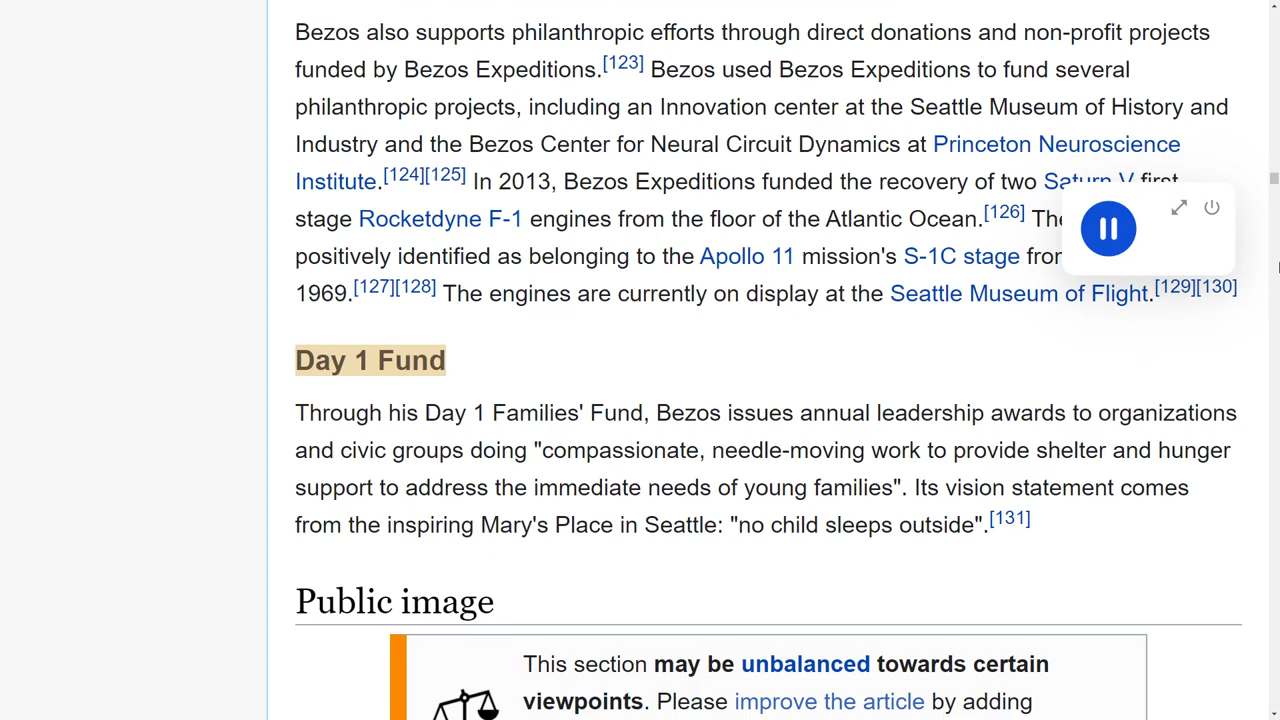 Bezos also supports philanthropic efforts through direct donations and non-profit projects
funded by Bezos Expeditions.[123] Bezos used Bezos Expeditions to fund several
philanthropic projects, including an Innovation center at the Seattle Museum of History and
Industry and the Bezos Center for Neural Circuit Dynamics at Princeton Neuroscience
Institute.[124][125] In 2013, Bezos Expeditions funded the recovery of two Saturn V first
stage Rocketdyne F-1 engines from the floor of the Atlantic Ocean.[126]
positively identified as belonging to the Apollo 11 mission's S-1C stage
1969.[127][128] The engines are currently on display at the Seattle Museum of Flight.[129][130]
Day 1 Fund
Through his Day 1 Families' Fund, Bezos issues annual leadership awards to organizations
and civic groups doing "compassionate, needle-moving work to provide shelter and hunger
support to address the immediate needs of young families". Its vision statement comes
from the inspiring Mary's Place in Seattle: "no child sleeps outside".[131]
Public image
This section may be unbalanced towards certain
viewpoints. Please improve the article by adding